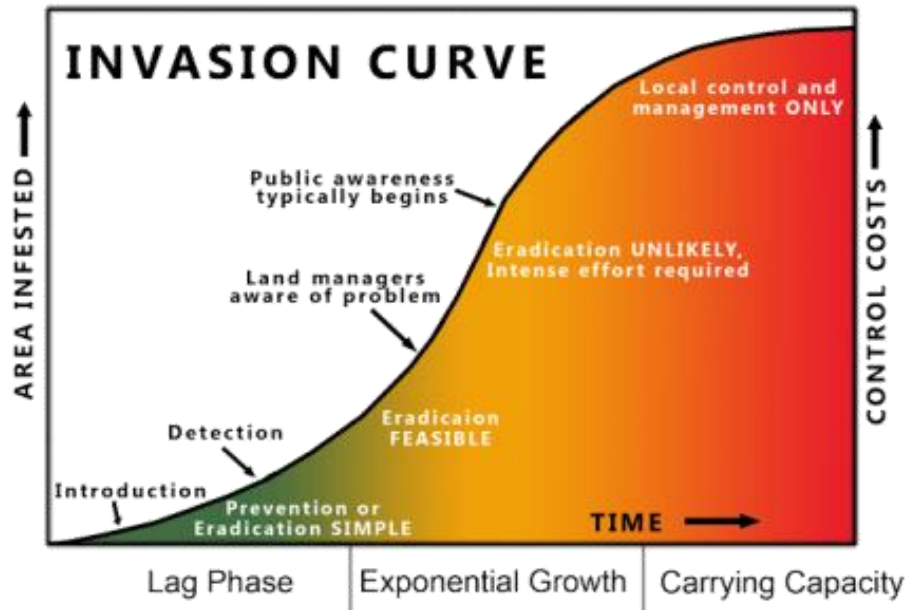 INVASION CURVE
Local control and
management ONLY
Public awareness
typically begins
Eradication UNLIKELY,
Intense effort required
Land managers
aware of problem
Eradicaion
FEASIBLE
Detection
Introduction
Prevention or
Eradication SIMPLE
TIME
AREA INFESTED
CONTROL COSTS
Lag Phase
Exponential Growth
Carrying Capacity